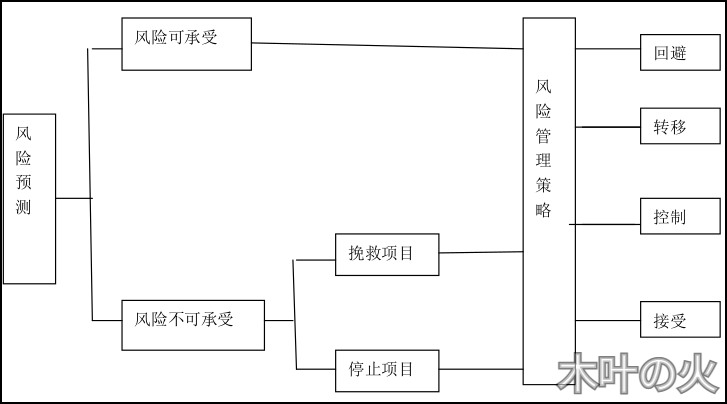 风险预测
风险可承受
风险不可承受
挽救项目
停止项目
风险管理策略
回避
转移
控制
接受
木叶の火